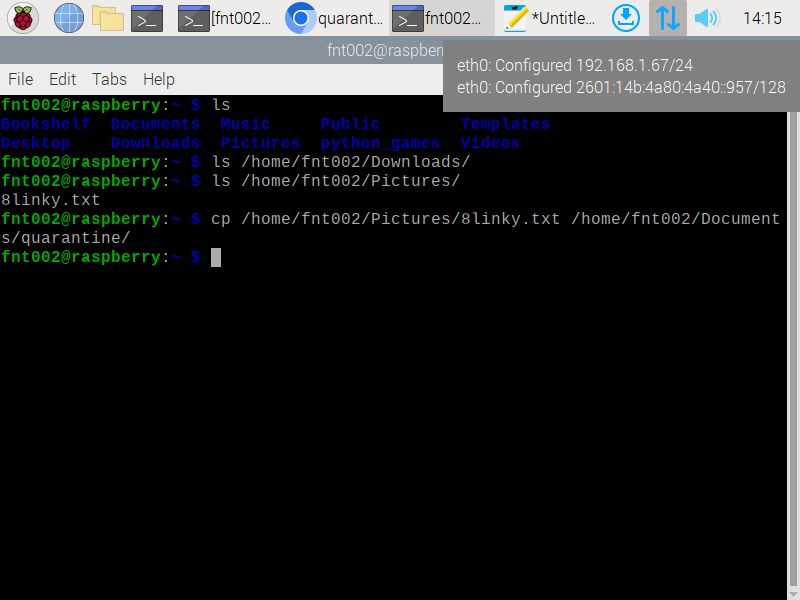 [fnt002... quarant... fnt002... *Untitle... 14:15
fnt002@raspberr
eth0: Configured 192.168.1.67/24
eth0: Configured 2601:14b:4a80:4a40::957/128
File Edit Tabs Help
fnt002@raspberry:~ $ ls
Bookshelf Documents Music Public Templates
Desktop Downloads Pictures python_games Videos
fnt002@raspberry:~ $ ls /home/fnt002/Downloads/
fnt002@raspberry:~ $ ls /home/fnt002/Pictures/
8linky.txt
fnt002@raspberry:~ $ cp /home/fnt002/Pictures/8linky.txt /home/fnt002/Document
s/quarantine/
fnt002@raspberry:~ $